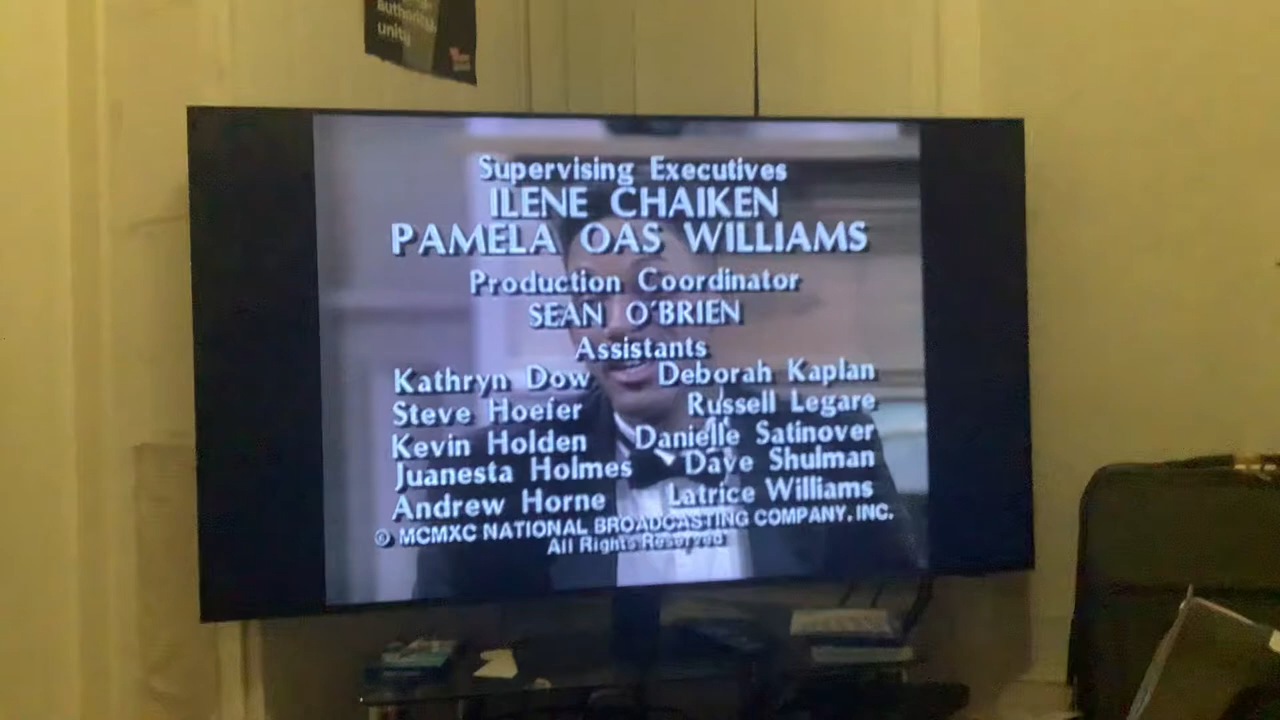 authorita
unity
Supervising Executives
ILENE CHAIKEN
PAMELA OAS WILLIAMS
Production Coordinator
SEAN O'BRIEN
Assistants
Kathryn Dow Deborah Kaplan
Steve Hoefer Russell Legare
Kevin Holden Danielle Satinover
Juanesta Holmes Dave Shulman
Andrew Horne Latrice Williams
© MCMXC NATIONAL BROADCASTING COMPANY, INC.
All Rights Reserved